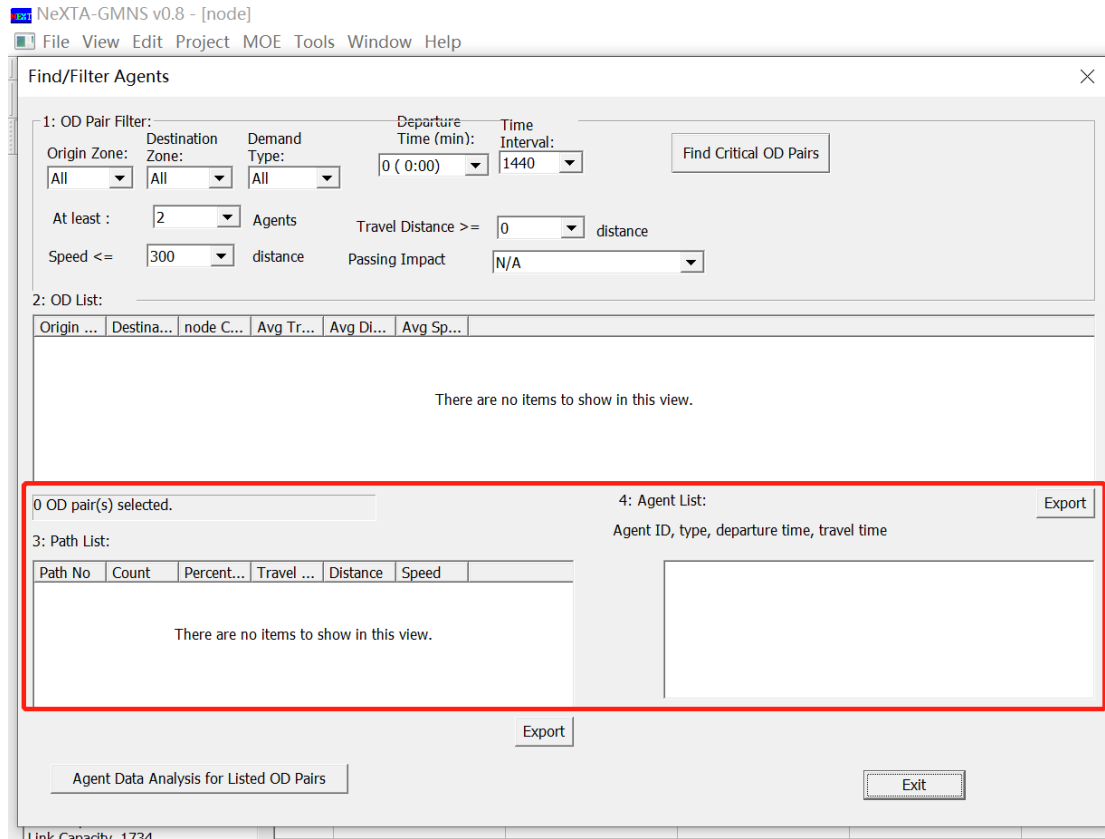 NeXTA-GMNS v0.8 - [node]
File View Edit Project MOE Tools Window Help
Find/Filter Agents
1: OD Pair Filter:
Origin Zone:
Destination
Zone:
Demand
Type:
Departure
Time (min):
Time
Interval:
Find Critical OD Pairs
All
All
All
0 ( 0:00)
1440
At least :
2
Agents
Travel Distance >=
0
distance
Speed <=
300
distance
Passing Impact
N/A
2: OD List:
Origin ... Destina... node C... Avg Tr... Avg Di... Avg Sp...
There are no items to show in this view.
0 OD pair(s) selected.
4: Agent List:
Export
Agent ID, type, departure time, travel time
3: Path List:
Path No Count Percent... Travel ... Distance Speed
There are no items to show in this view.
Export
Agent Data Analysis for Listed OD Pairs
Exit
Link Capacity 1734